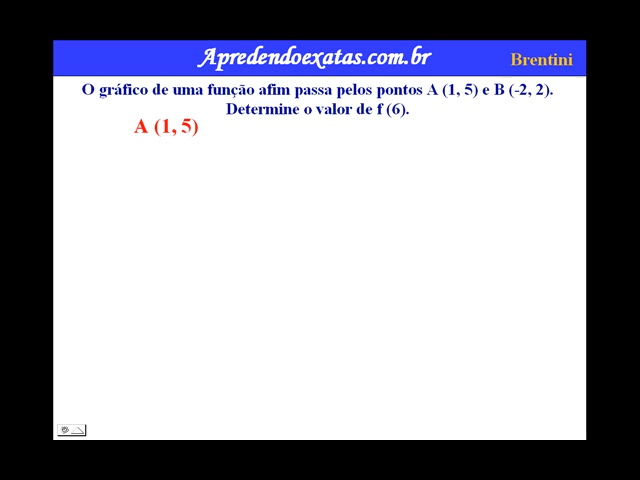 Apredendoexatas.com.br
Brentini
O gráfico de uma função afim passa pelos pontos A (1, 5) e B (-2, 2).
Determine o valor de f (6).
A (1, 5)